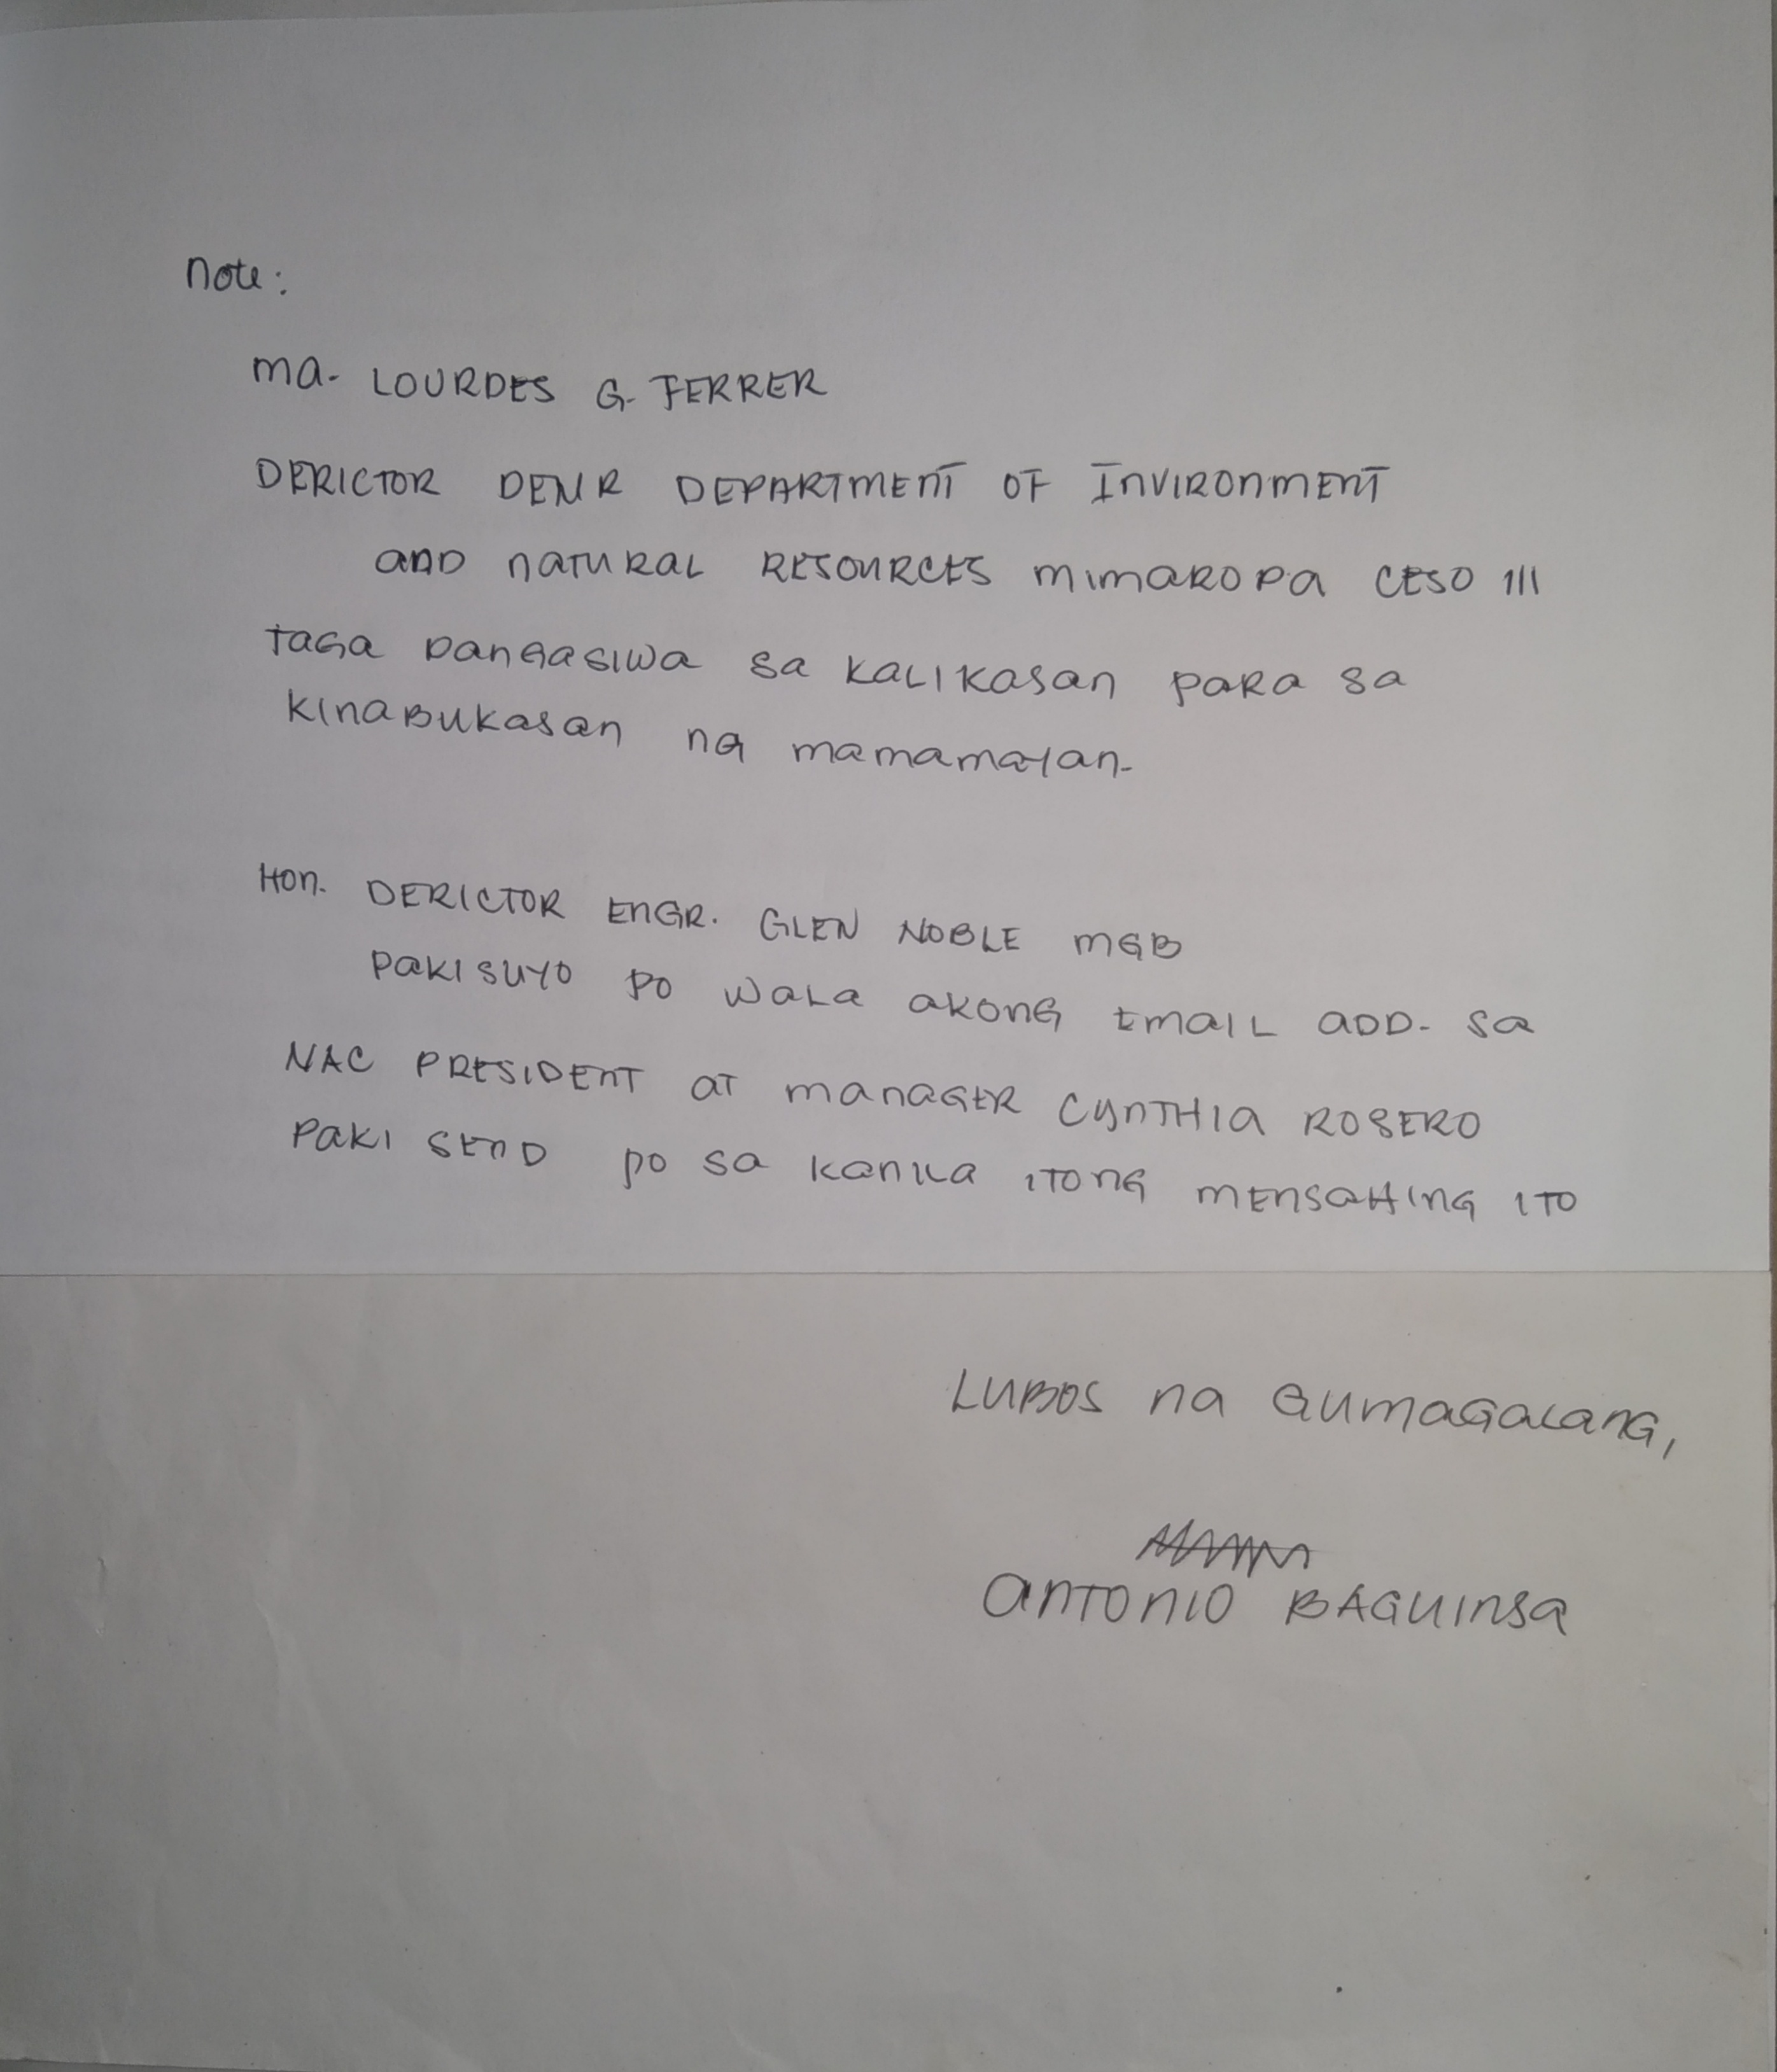 Note:
Ma. LOURDES G. FERRER
DERICTOR DENR DEPARTMENT OF INVIRONMENT
AND NATURAL RESOURCES MIMAROPA CESO III
Taga Pangasiwa sa Kalikasan para sa
Kinabukasan ng mamamayan.
Hon. DERICTOR ENGR. GLEN NOBLE MGB
PAKISUYO PO WALA AKONG EMAIL ADD. SA
NAC PRESIDENT AT MANAGER CYNTHIA ROSERO
PAKI SEND PO SA KANILA ITONG MENSAHING ITO
LUBOS NA GUMAGALANG,
ANTONIO BAGUINSA